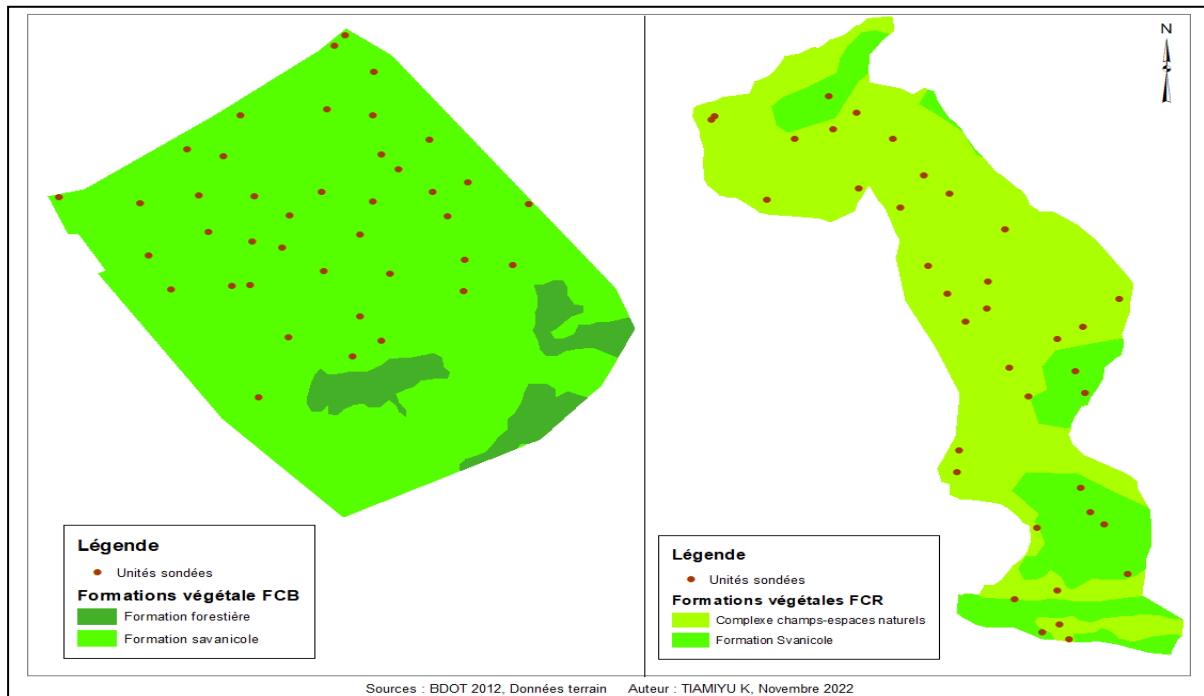 N
Légende
Unités sondées
Formations végétale FCB
Formation forestière
Formation savanicole
Légende
Unités sondées
Formations végétales FCR
Complexe champs-espaces naturels
Formation Svanicole
Sources : BDOT 2012, Données terrain Auteur : TIAMIYU K, Novembre 2022